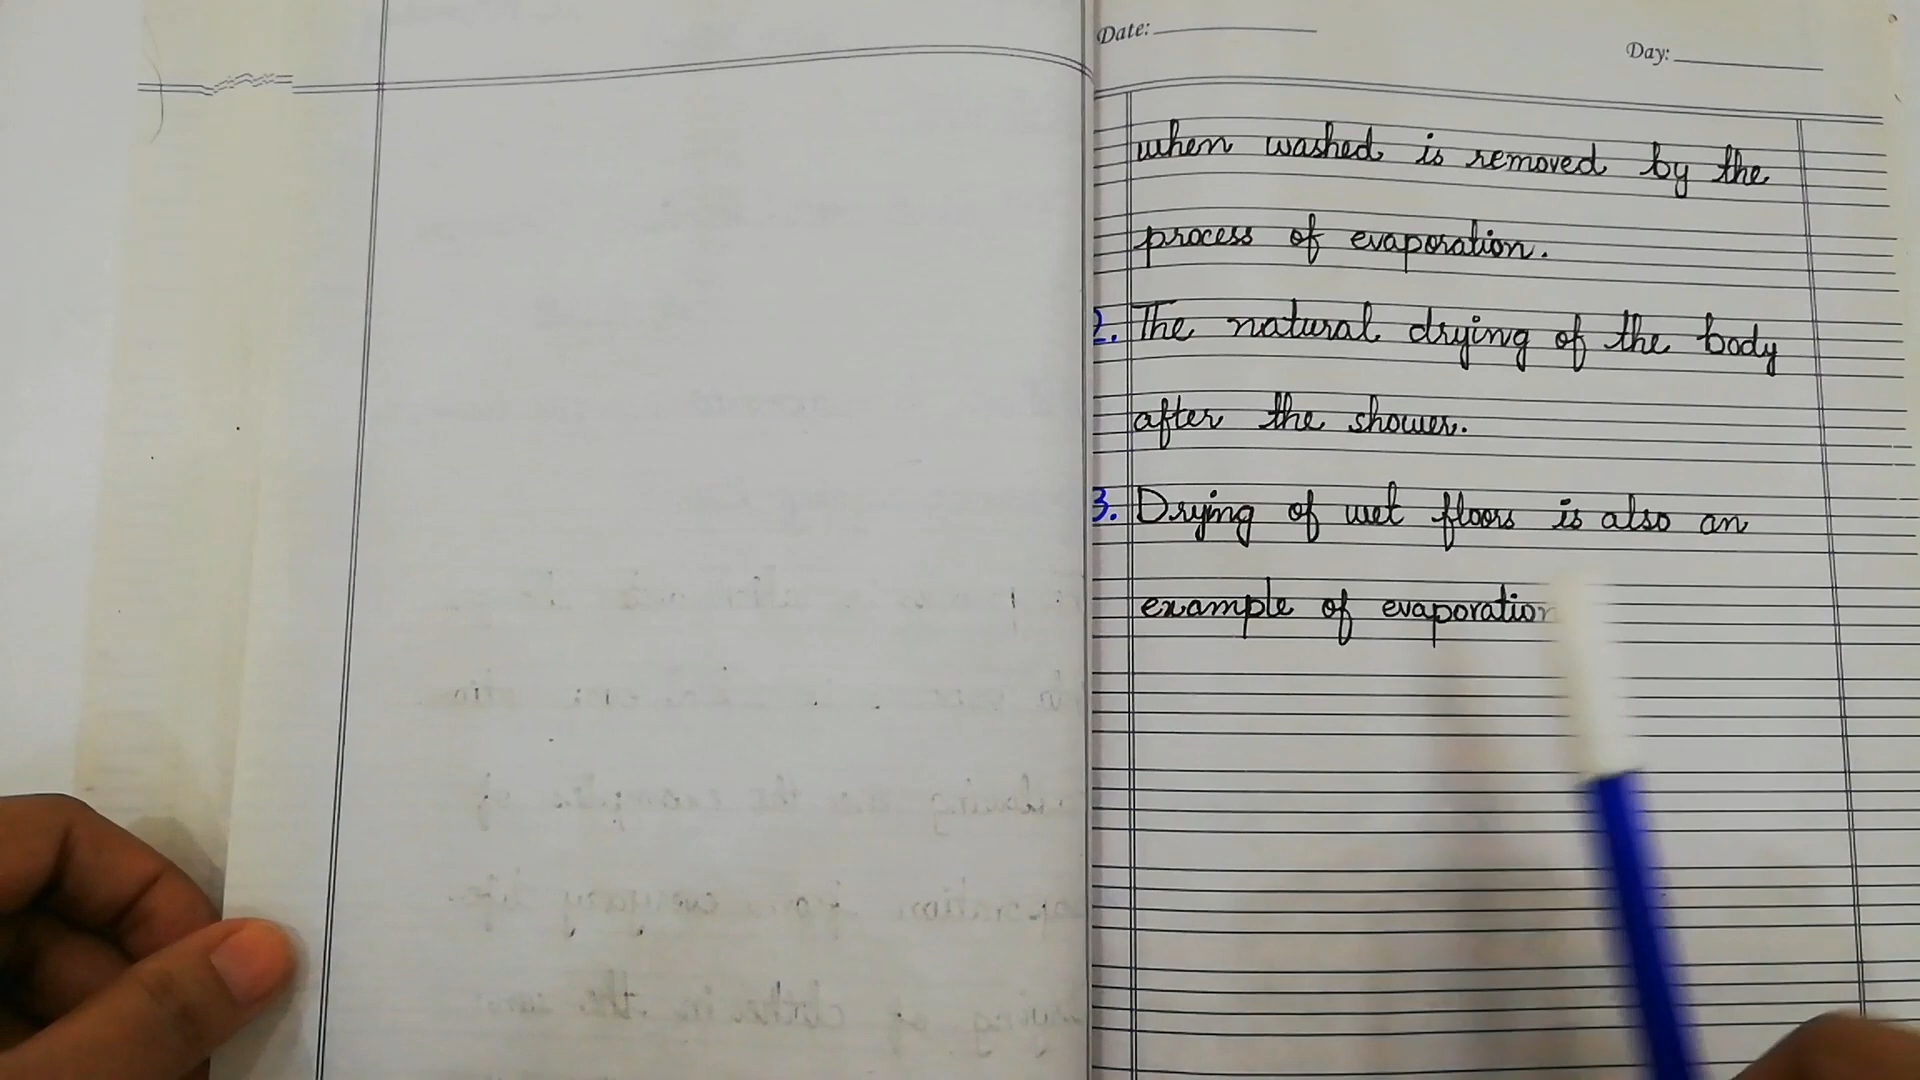 Date:
Day:
when washed is removed by the
process of evaporation.
2. The natural drying of the body
after the shower.
3. Drying of wet floors is also an
example of evaporation